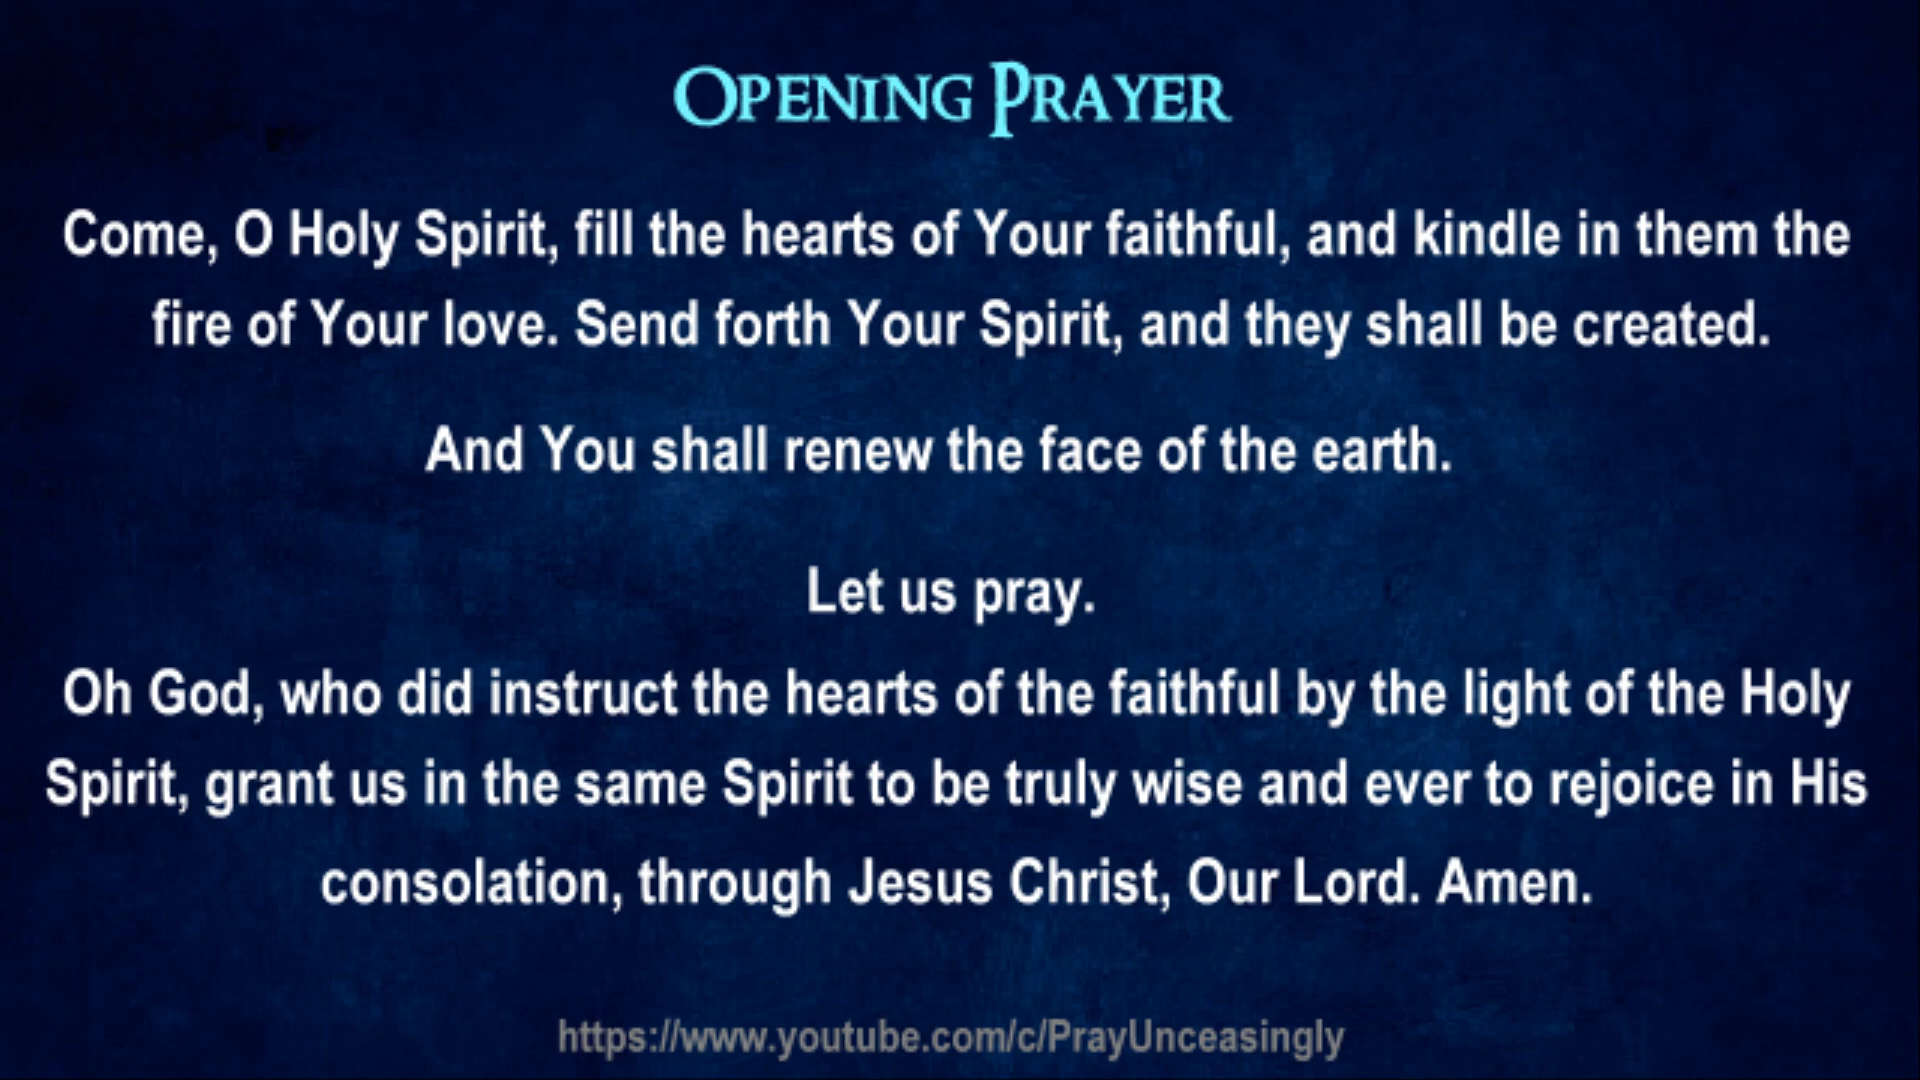 Opening Prayer
Come, O Holy Spirit, fill the hearts of Your faithful, and kindle in them the
fire of Your love. Send forth Your Spirit, and they shall be created.
And You shall renew the face of the earth.
Let us pray.
Oh God, who did instruct the hearts of the faithful by the light of the Holy
Spirit, grant us in the same Spirit to be truly wise and ever to rejoice in His
consolation, through Jesus Christ, Our Lord. Amen.
https://www.youtube.com/c/PrayUnceasingly